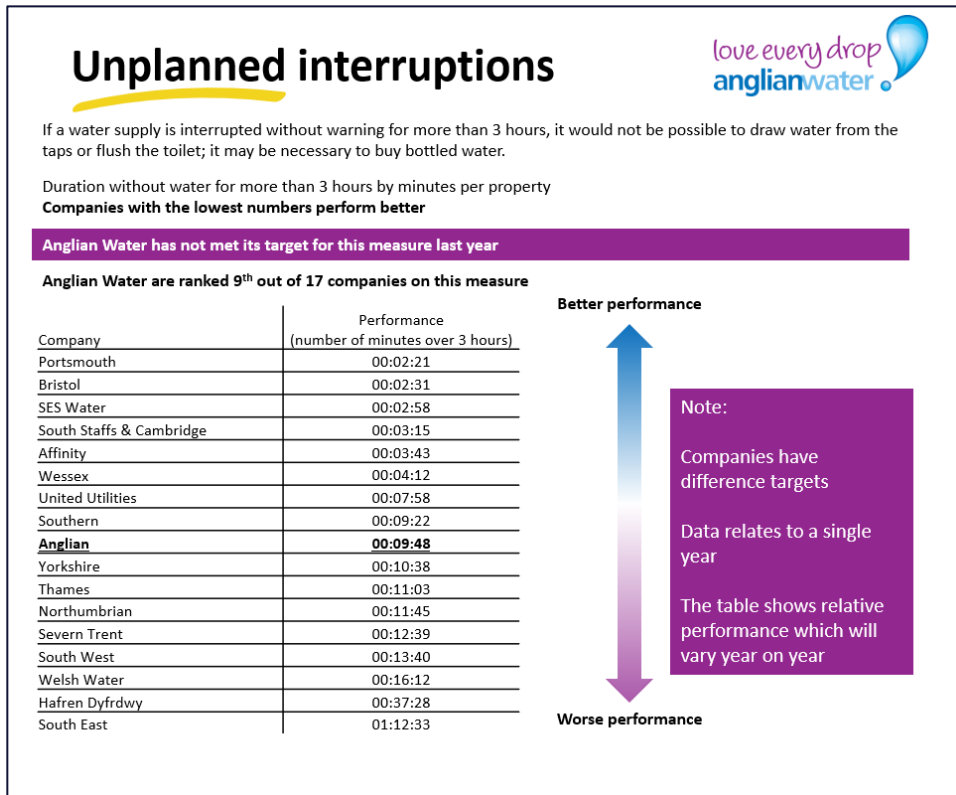 Unplanned interruptions
love every drop
anglianwater
If a water supply is interrupted without warning for more than 3 hours, it would not be possible to draw water from the
taps or flush the toilet; it may be necessary to buy bottled water.
Duration without water for more than 3 hours by minutes per property
Companies with the lowest numbers perform better
Anglian Water has not met its target for this measure last year
Anglian Water are ranked 9th out of 17 companies on this measure
Company Performance
(number of minutes over 3 hours)
Portsmouth 00:02:21
Bristol 00:02:31
SES Water 00:02:58
South Staffs & Cambridge 00:03:15
Affinity 00:03:43
Wessex 00:04:12
United Utilities 00:07:58
Southern 00:09:22
Anglian 00:09:48
Yorkshire 00:10:38
Thames 00:11:03
Northumbrian 00:11:45
Severn Trent 00:12:39
South West 00:13:40
Welsh Water 00:16:12
Hafren Dyfrdwy 00:37:28
South East 01:12:33
Better performance
Worse performance
Note:
Companies have
difference targets
Data relates to a single
year
The table shows relative
performance which will
vary year on year